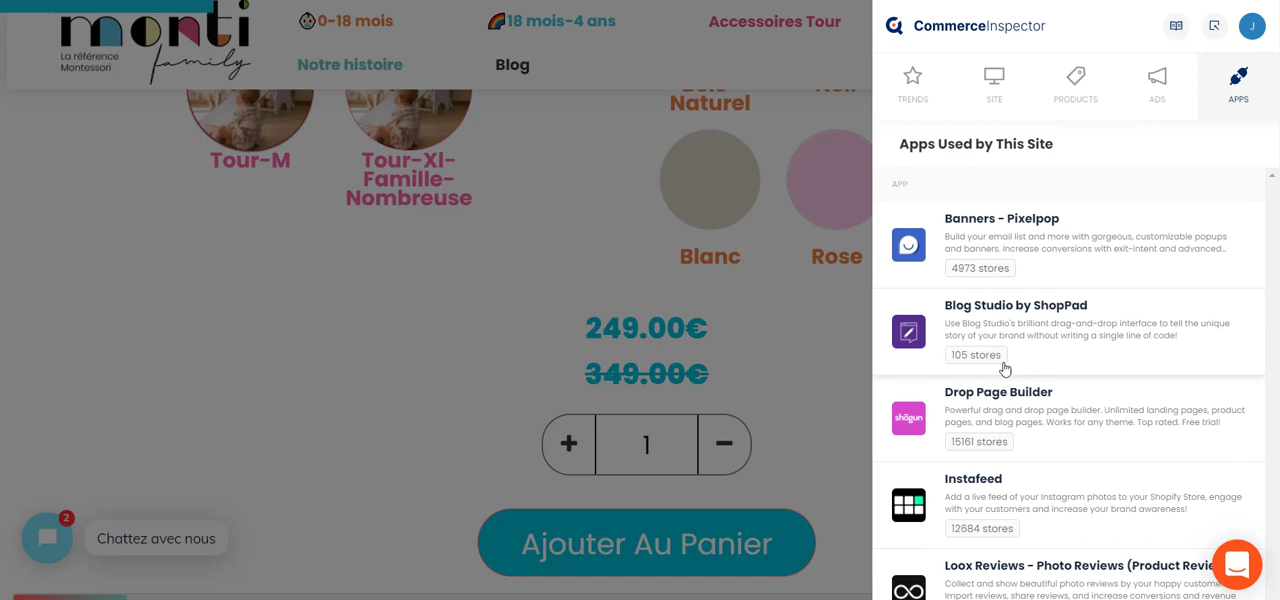 monti
family
La référence
Montessori
0-18 mois
18 mois-4 ans
Accessoires Tour
Notre histoire
Blog
Tour-M
Tour-Xl-
Famille-
Nombreuse
Naturel
Blanc
Rose
249.00€
349.00€
+ 1 −
Ajouter Au Panier
2
Chattez avec nous
CommerceInspector
J
TRENDS
SITE
PRODUCTS
ADS
APPS
Apps Used by This Site
APP
Banners - Pixelpop
Build your email list and more with gorgeous, customizable popups
and banners. Increase conversions with exit-intent and advanced...
4973 stores
Blog Studio by ShopPad
Use Blog Studio's brilliant drag-and-drop interface to tell the unique
story of your brand without writing a single line of code!
105 stores
shōgun
Drop Page Builder
Powerful drag and drop page builder. Unlimited landing pages, product
pages, and blog pages. Works for any theme. Top rated. Free trial!
15161 stores
Instafeed
Add a live feed of your Instagram photos to your Shopify Store, engage
with your customers and increase your brand awareness!
12684 stores
Loox Reviews - Photo Reviews (Product Revie
Collect and show beautiful photo reviews by your happy custome
Import reviews, share reviews, and increase conversions and revenue